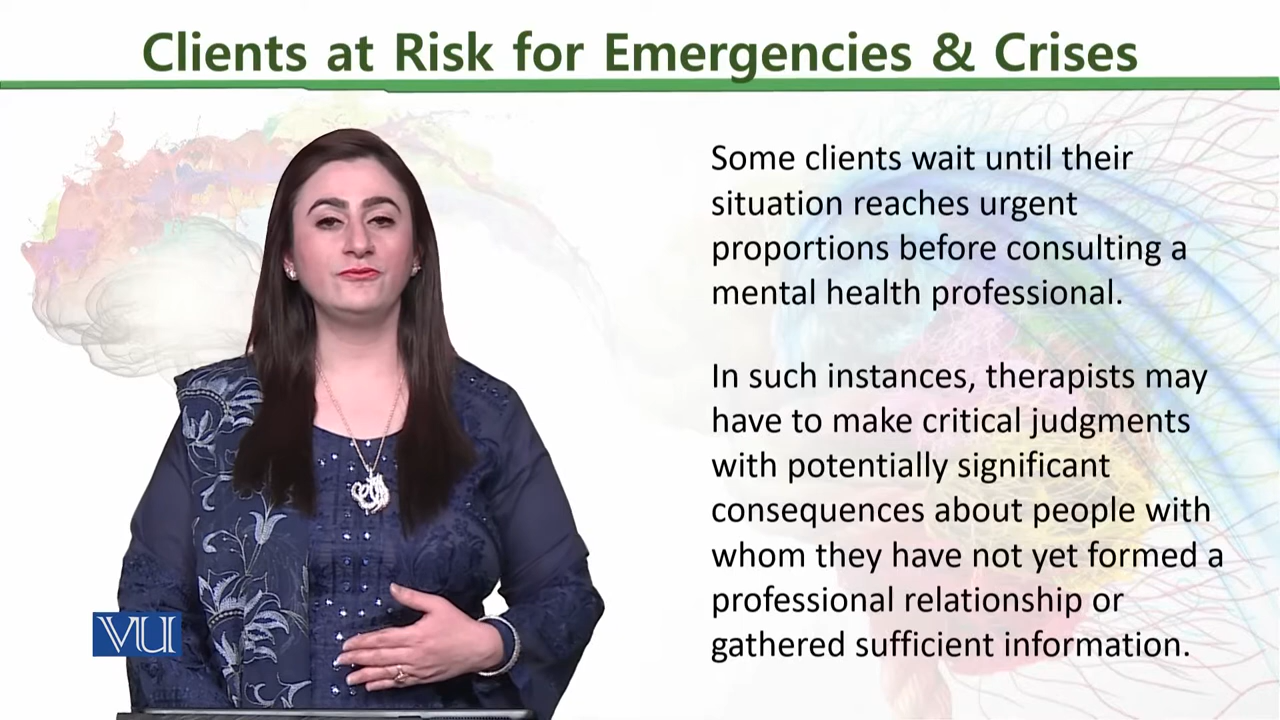 Clients at Risk for Emergencies & Crises
Some clients wait until their
situation reaches urgent
proportions before consulting a
mental health professional.
In such instances, therapists may
have to make critical judgments
with potentially significant
consequences about people with
whom they have not yet formed a
professional relationship or
gathered sufficient information.
VU